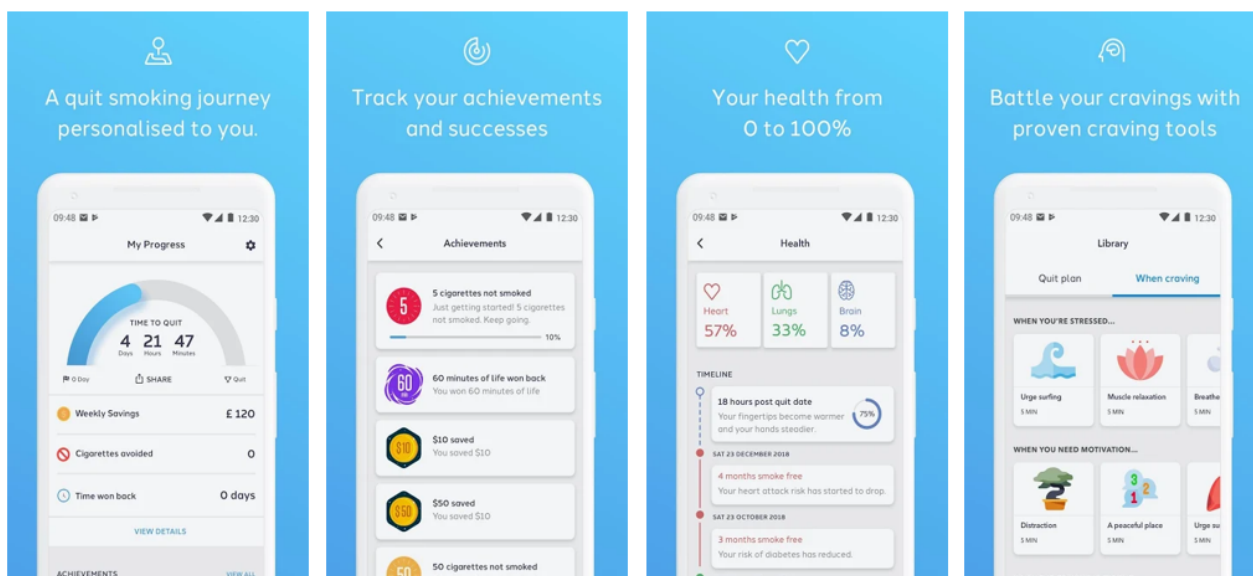 A quit smoking journey
personalised to you.
09:48
12:30
My Progress
TIME TO QUIT
4 21 47
Days Hours Minutes
0 Day
SHARE
Quit
Weekly Savings
£ 120
Cigarettes avoided
0
Time won back
0 days
VIEW DETAILS
ACHIEVEMENTS
VIEW ALL
Track your achievements
and successes
09:48
12:30
Achievements
5
5 cigarettes not smoked
Just getting started! 5 cigarettes
not smoked. Keep going.
10%
60
60 minutes of life won back
You won 60 minutes of life
$10
$10 saved
You saved $10
$50
$50 saved
You saved $10
50
50 cigarettes not smoked
Your health from
0 to 100%
09:48
12:30
Health
Heart
57%
Lungs
33%
Brain
8%
TIMELINE
18 hours post quit date
Your fingertips become warmer
and your hands steadier.
75%
SAT 23 DECEMBER 2018
4 months smoke free
Your heart attack risk has started to drop.
SAT 23 OCTOBER 2018
3 months smoke free
Your risk of diabetes has reduced.
Battle your cravings with
proven craving tools
09:48
12:30
Library
Quit plan
When craving
WHEN YOU'RE STRESSED...
Urge surfing
5 MIN
Muscle relaxation
5 MIN
Breathe
5 MIN
WHEN YOU NEED MOTIVATION...
Distraction
5 MIN
3
2
1
A peaceful place
5 MIN
Urge su
5 MIN